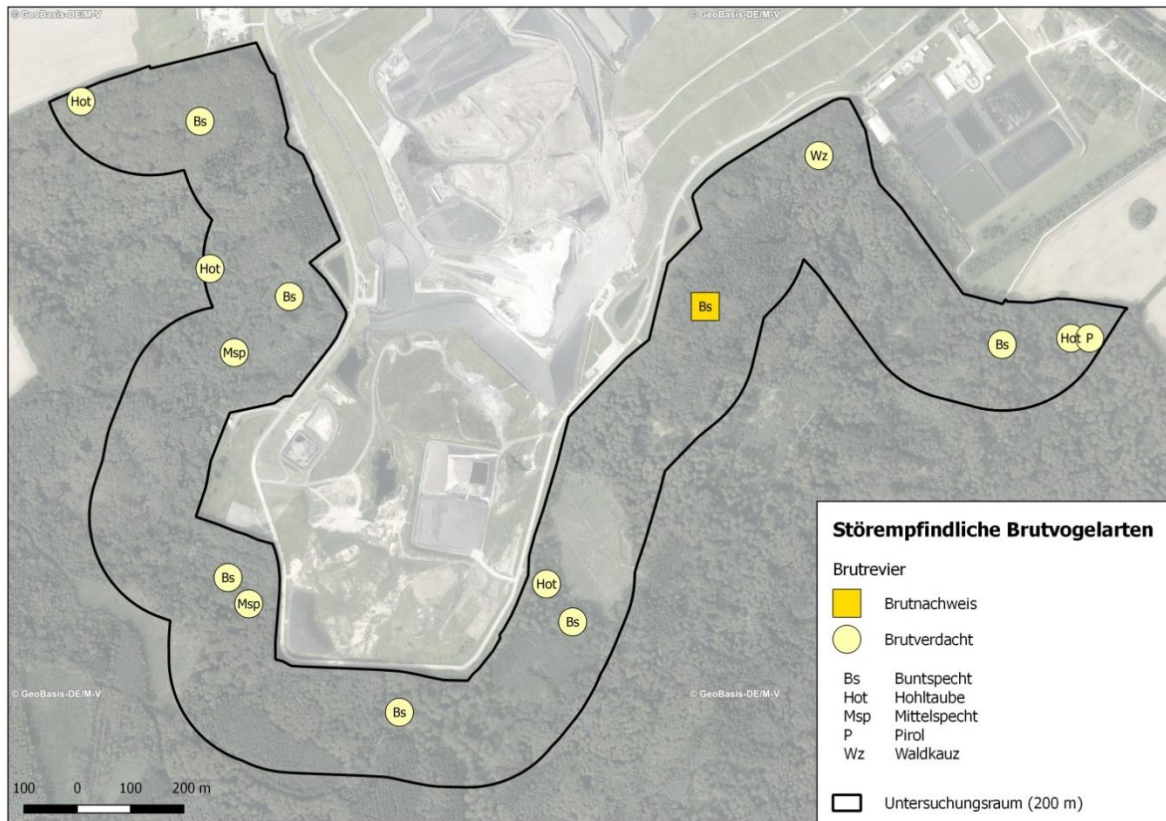 © GeoBasis-DE/M-V
© GeoBasis-DE/M-V
Hot
Bs
Wz
Hot
Bs
Bs
Msp
Bs
Hot
P
Bs
Msp
Hot
Bs
Bs
© GeoBasis-DE/M-V
© GeoBasis-DE/M-V
100 0 100 200 m
Störempfindliche Brutvogelarten
Brutrevier
Brutnachweis
Brutverdacht
Bs Buntspecht
Hot Hohltaube
Msp Mittelspecht
P Pirol
Wz Waldkauz
Untersuchungsraum (200 m)